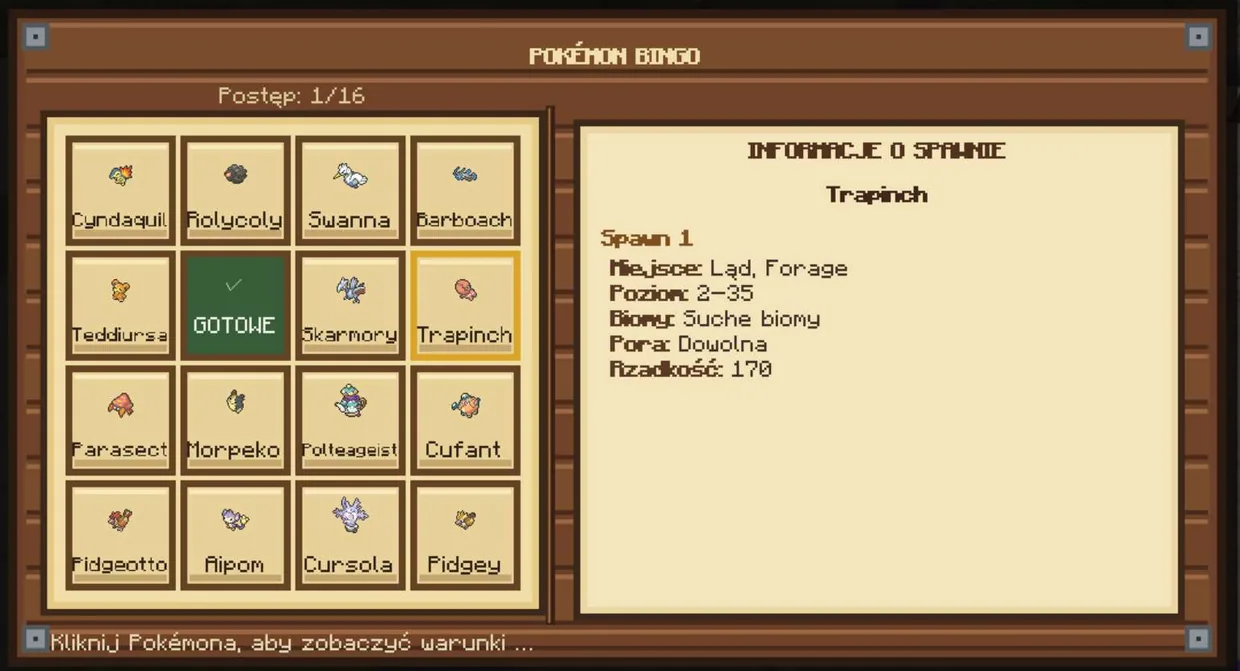 POKÉMON BINGO
Postęp: 1/16
Cyndaquil Rolycoly Swanna Barboach
Teddiursa GOTOWE Skarmory Trapinch
Parasect Morpeko Polteageist Cufant
Pidgeotto Aipom Cursola Pidgey
INFORMACJE O SPAWNIE
Trapinch
Spawn 1
Miejsce: Ląd, Forage
Poziom: 2-35
Biomy: Suche biomy
Pora: Dowolna
Rzadkość: 170
Kliknij Pokémona, aby zobaczyć warunki ...